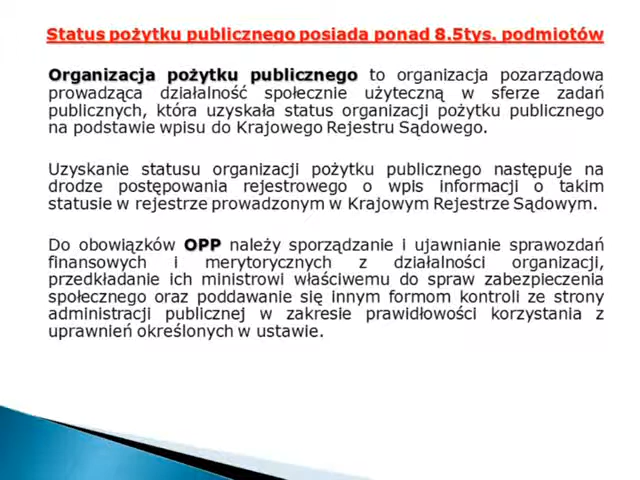 Status pożytku publicznego posiada ponad 8.5tys. podmiotów
Organizacja pożytku publicznego to organizacja pozarządowa
prowadząca działalność społecznie użyteczną w sferze zadań
publicznych, która uzyskała status organizacji pożytku publicznego
na podstawie wpisu do Krajowego Rejestru Sądowego.
Uzyskanie statusu organizacji pożytku publicznego następuje na
drodze postępowania rejestrowego o wpis informacji o takim
statusie w rejestrze prowadzonym w Krajowym Rejestrze Sądowym.
Do obowiązków OPP należy sporządzanie i ujawnianie sprawozdań
finansowych i merytorycznych z działalności organizacji,
przedkładanie ich ministrowi właściwemu do spraw zabezpieczenia
społecznego oraz poddawanie się innym formom kontroli ze strony
administracji publicznej w zakresie prawidłowości korzystania z
uprawnień określonych w ustawie.